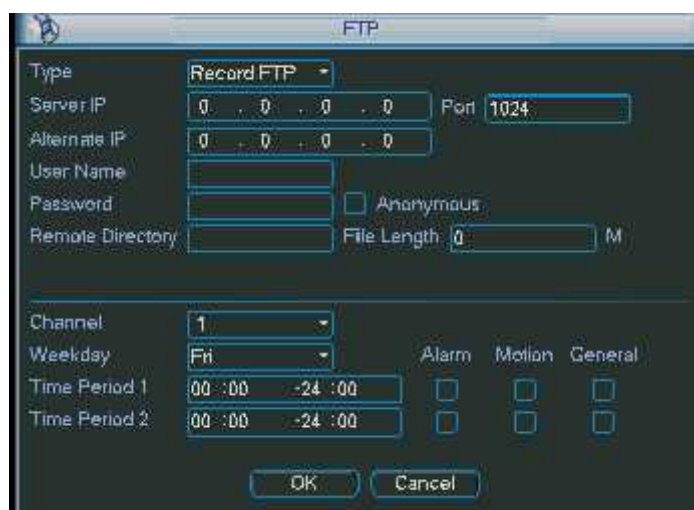 FTP
Type Record FTP
Server IP 0 . 0 . 0 . 0 Port 1024
Alternate IP 0 . 0 . 0 . 0
User Name
Password Anonymous
Remote Directory File Length 0 M
Channel 1
Weekday Fri Alarm Motion General
Time Period 1 00 :00 -24 :00
Time Period 2 00 :00 -24 :00
OK Cancel